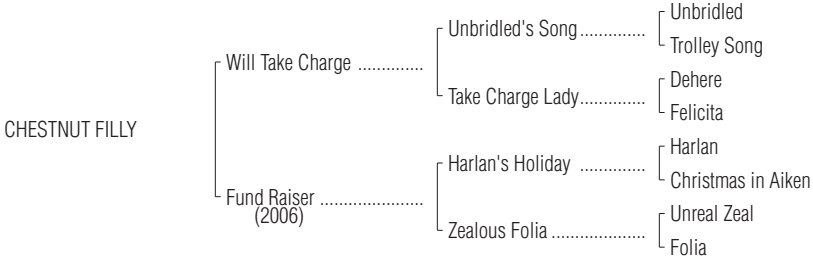 Unbridled
Unbridled's Song..............
Trolley Song
Will Take Charge ..............
Dehere
Take Charge Lady..............
Felicita
CHESTNUT FILLY
Harlan
Harlan's Holiday ..............
Christmas in Aiken
Fund Raiser ......................
(2006)
Unreal Zeal
Zealous Folia ....................
Folia